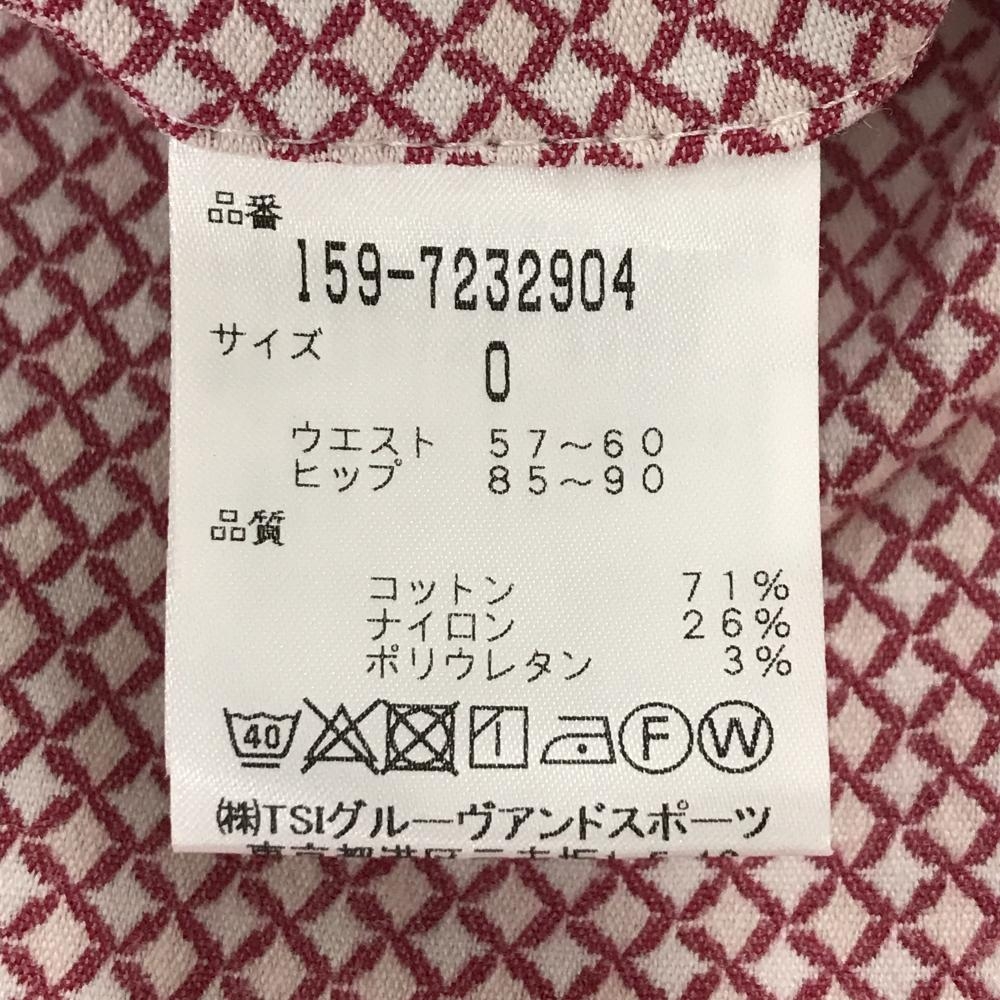 品番
159-7232904
サイズ
0
ウエスト 57～60
ヒップ 85～90
品質
コットン 71%
ナイロン 26%
ポリウレタン 3%
40 F W
(株)TSIグルーヴアンドスポーツ